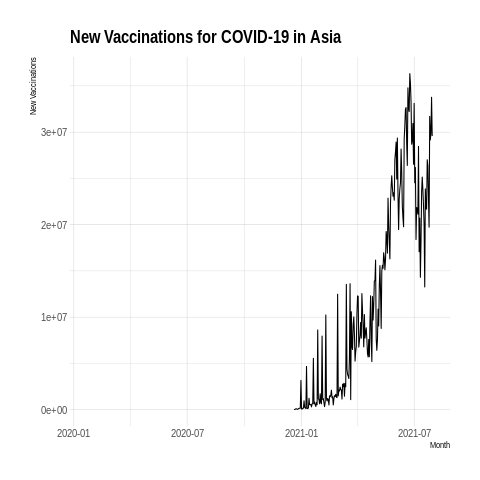 New Vaccinations for COVID-19 in Asia
New Vaccinations
3e+07
2e+07
1e+07
0e+00
2020-01 2020-07 2021-01 2021-07
Month